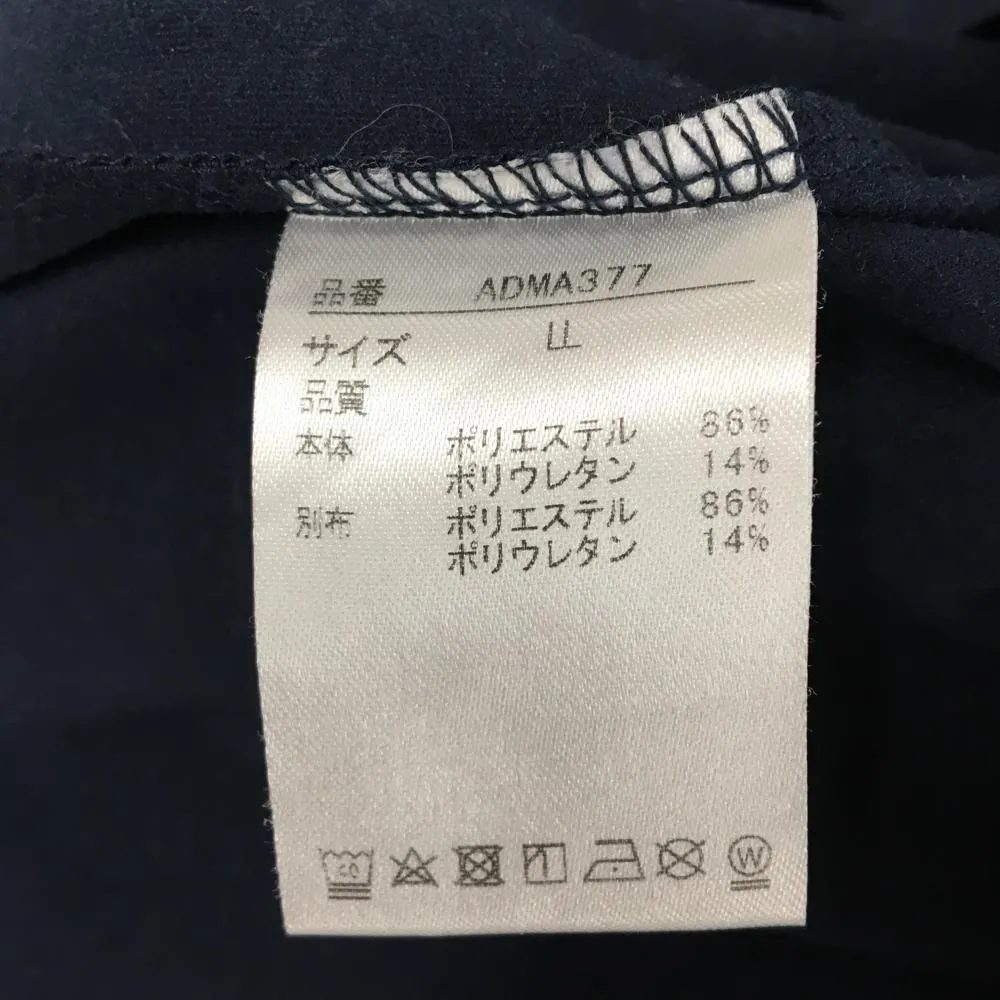 品番 ADMA377
サイズ LL
品質
本体 ポリエステル 86%
ポリウレタン 14%
別布 ポリエステル 86%
ポリウレタン 14%
40 W